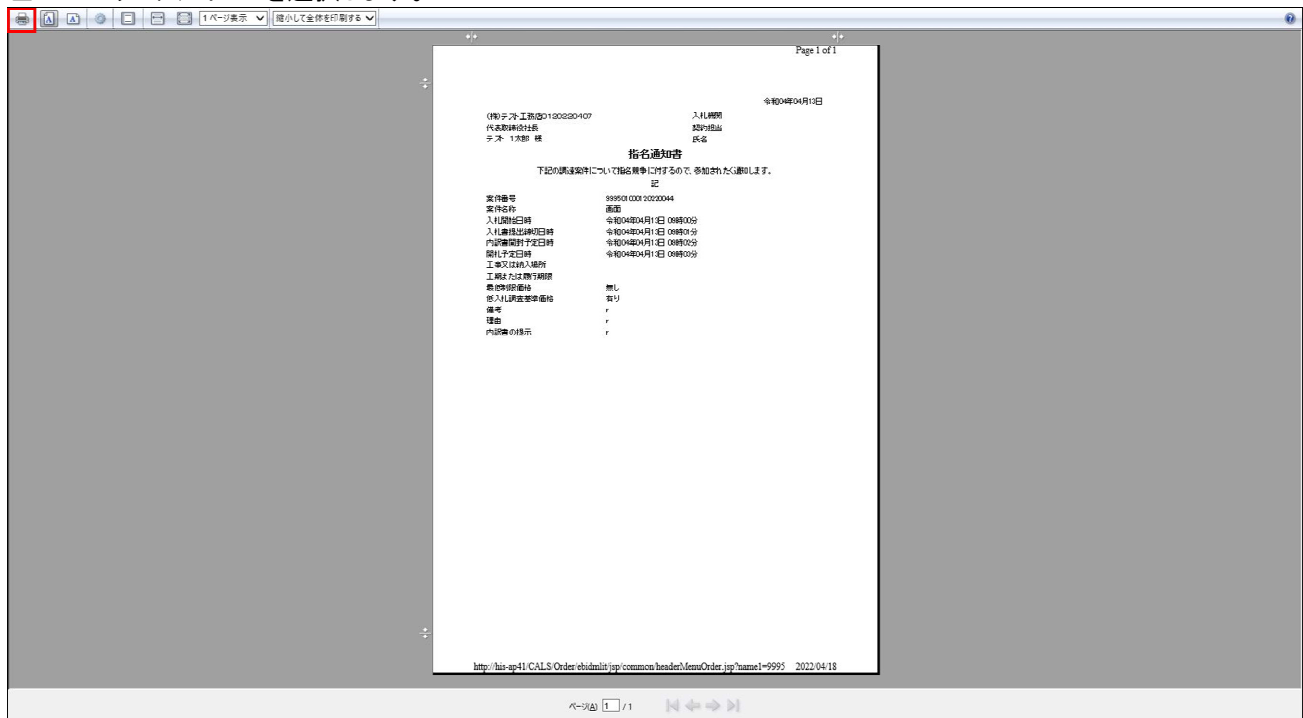 1 ページ表示 縮小して全体を印刷する
Page 1 of 1
令和04年04月13日
(株)テスト工務店0120220407 入札機関
代表取締役社長 契約担当
テスト 1太郎 様 氏名
指名通知書
下記の調達案件について指名競争に付するので、参加されたく通知します。
記
案件番号 999501000120220044
案件名称 画面
入札開始日時 令和04年04月13日 09時00分
入札書提出締切日時 令和04年04月13日 09時01分
内訳書開封予定日時 令和04年04月13日 09時02分
開札予定日時 令和04年04月13日 09時03分
工事又は納入場所
工期または履行期限
最低制限価格 無し
低入札調査基準価格 有り
備考 r
理由 r
内訳書の提示 r
http://his-ap41/CALS/Order/ebidmlit/jsp/common/headerMenuOrder.jsp?name1=9995 2022/04/18
ページ(A) 1 / 1